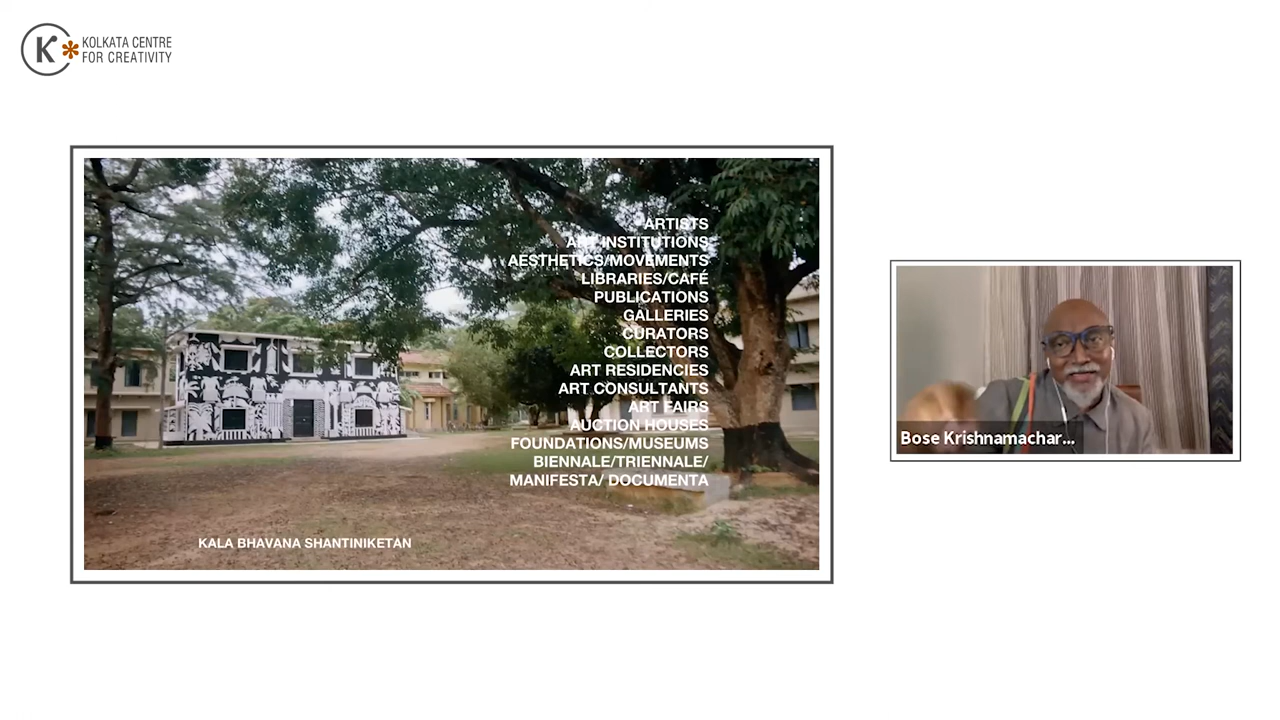 KOLKATA CENTRE
FOR CREATIVITY
ARTISTS
ART INSTITUTIONS
AESTHETICS/MOVEMENTS
LIBRARIES/CAFÉ
PUBLICATIONS
GALLERIES
CURATORS
COLLECTORS
ART RESIDENCIES
ART CONSULTANTS
ART FAIRS
AUCTION HOUSES
FOUNDATIONS/MUSEUMS
BIENNALE/TRIENNALE/
MANIFESTA/ DOCUMENTA
KALA BHAVANA SHANTINIKETAN
Bose Krishnamachar...